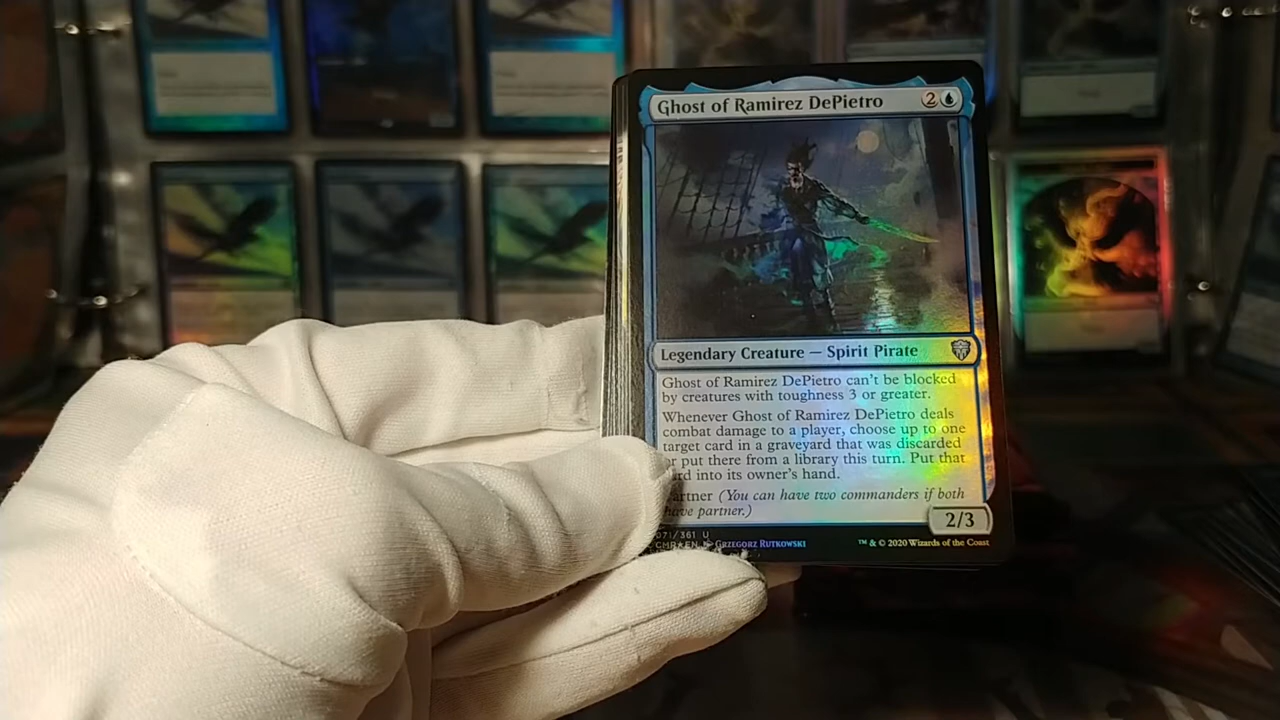 Ghost of Ramirez DePietro 2
Legendary Creature — Spirit Pirate
Ghost of Ramirez DePietro can't be blocked
by creatures with toughness 3 or greater.
Whenever Ghost of Ramirez DePietro deals
combat damage to a player, choose up to one
target card in a graveyard that was discarded
or put there from a library this turn. Put that
card into its owner's hand.
Partner (You can have two commanders if both
have partner.)
2/3
071/361 U
CMR★EN Grzegorz Rutkowski
™ & © 2020 Wizards of the Coast